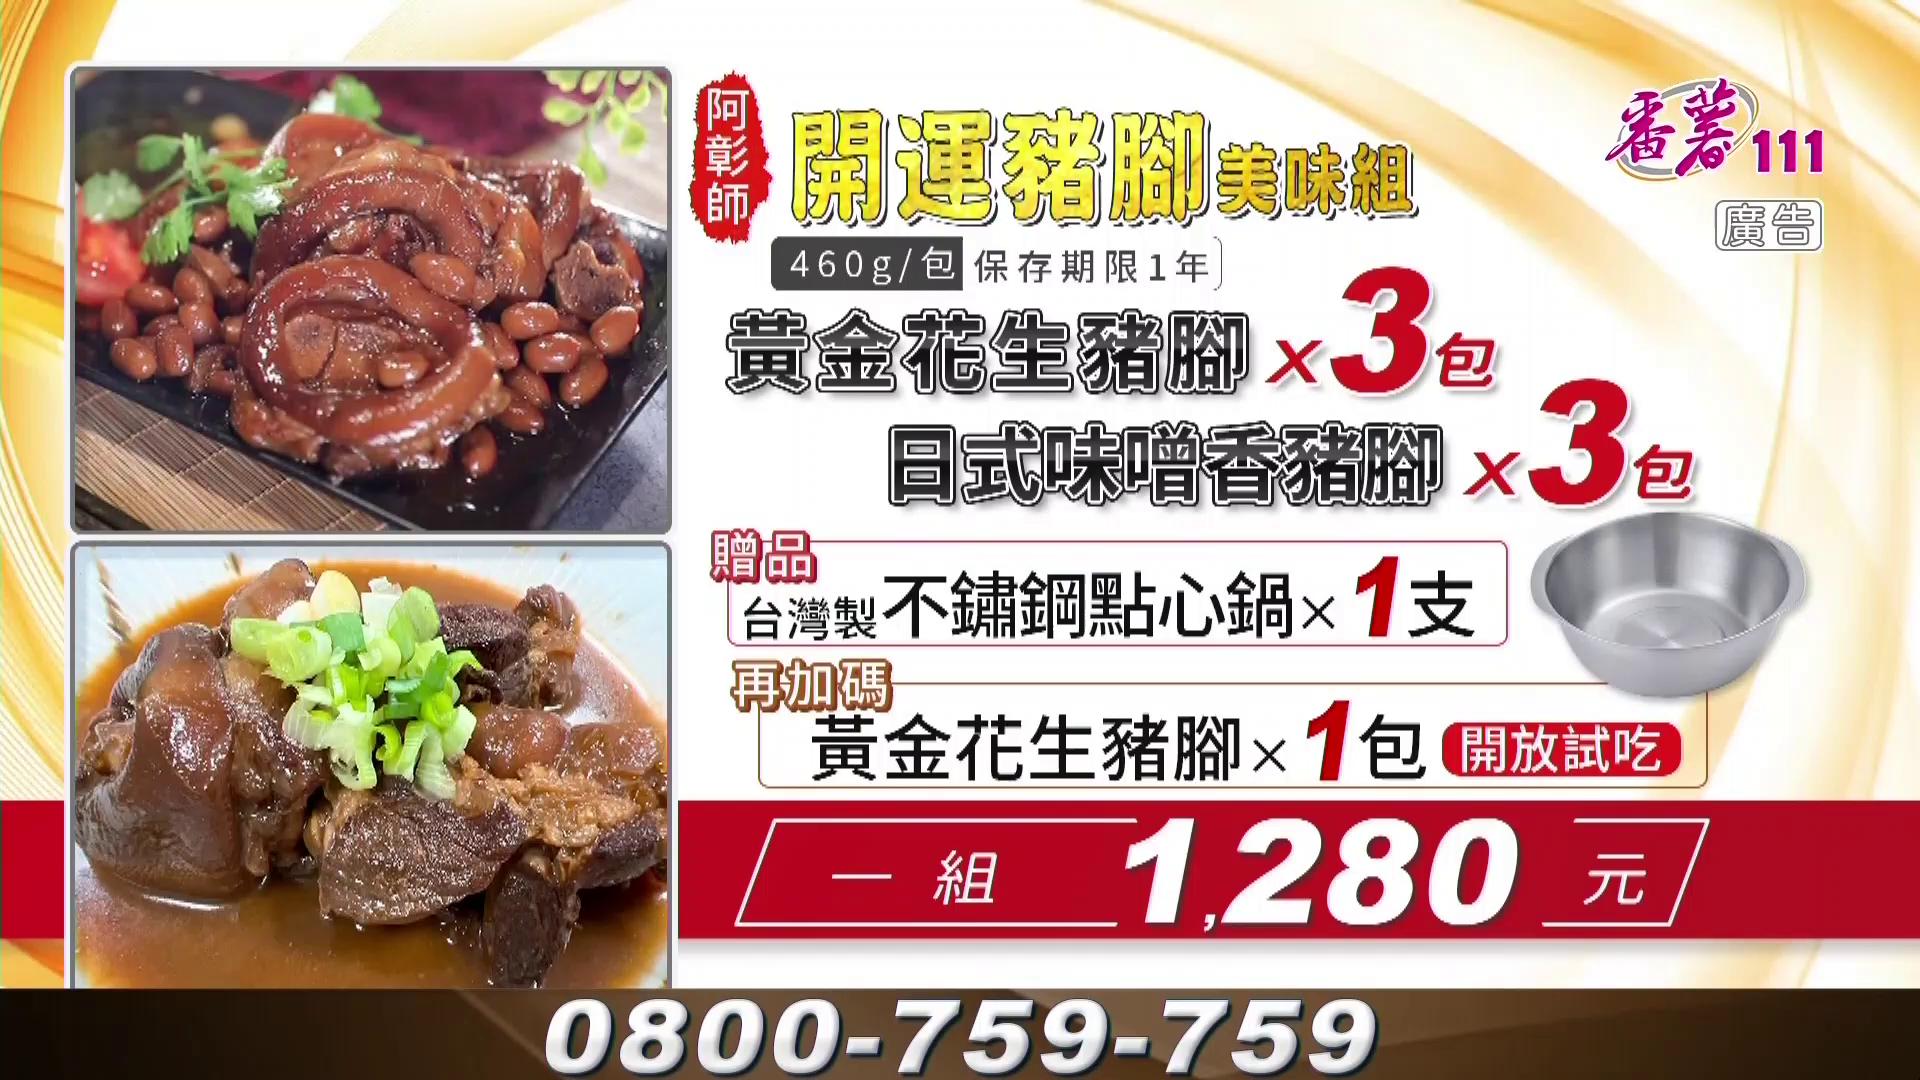 阿彰師
開運豬腳美味組
番薯111
廣告
460g/包 保存期限1年
黃金花生豬腳 x3包
日式味噌香豬腳 x3包
贈品
台灣製不鏽鋼點心鍋×1支
再加碼
黃金花生豬腳×1包 開放試吃
一組 1,280 元
0800-759-759